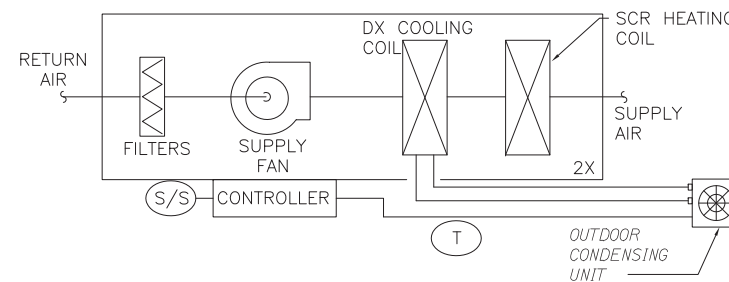 DX COOLING
COIL
SCR HEATING
COIL
RETURN
AIR
SUPPLY
AIR
FILTERS
SUPPLY
FAN
2X
S/S
CONTROLLER
T
OUTDOOR
CONDENSING
UNIT